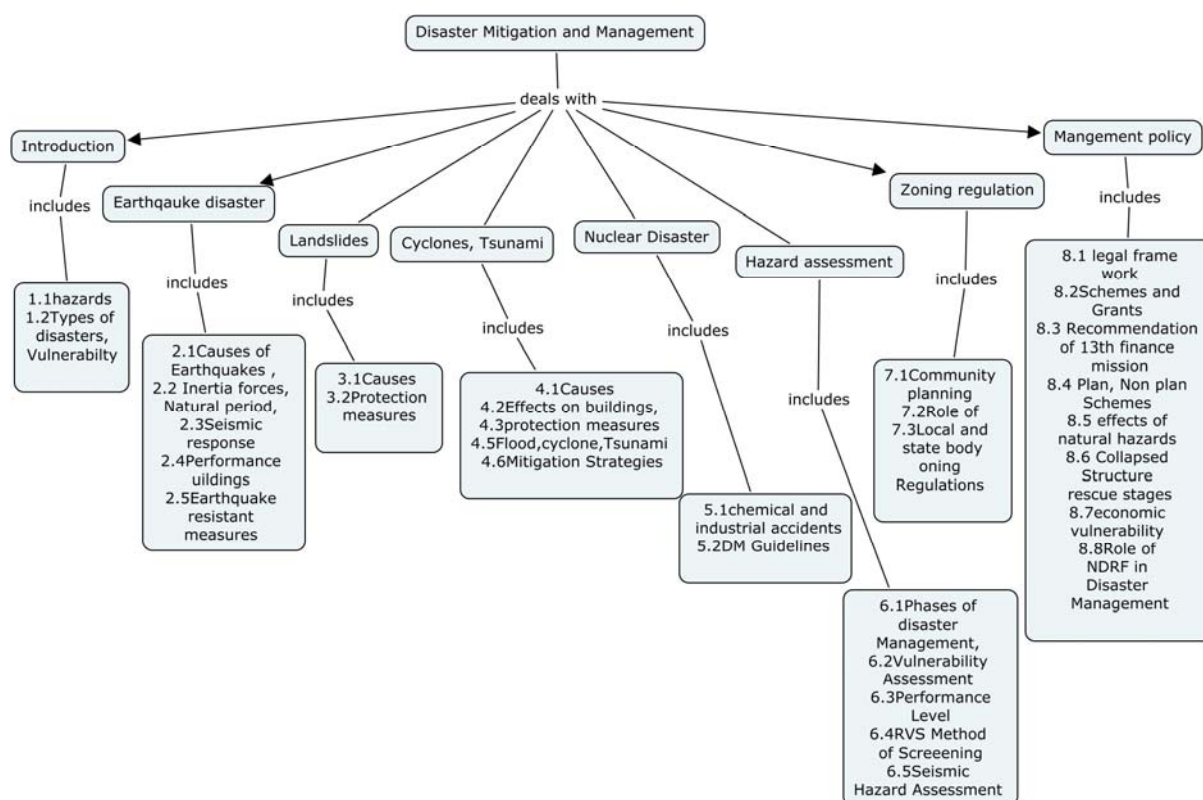 Disaster Mitigation and Management
deals with
Introduction
includes
1.1hazards
1.2Types of
disasters,
Vulnerabilty
Earthqauke disaster
includes
2.1Causes of
Earthquakes ,
2.2 Inertia forces,
Natural period,
2.3Seismic
response
2.4Performance
uildings
2.5Earthquake
resistant
measures
Landslides
includes
3.1Causes
3.2Protection
measures
Cyclones, Tsunami
includes
4.1Causes
4.2Effects on buildings,
4.3protection measures
4.5Flood,cyclone,Tsunami
4.6Mitigation Strategies
Nuclear Disaster
includes
5.1chemical and
industrial accidents
5.2DM Guidelines
Hazard assessment
includes
6.1Phases of
disaster
Management,
6.2Vulnerability
Assessment
6.3Performance
Level
6.4RVS Method
of Screeening
6.5Seismic
Hazard Assessment
Zoning regulation
includes
7.1Community
planning
7.2Role of
7.3Local and
state body
oning
Regulations
Mangement policy
includes
8.1 legal frame
work
8.2Schemes and
Grants
8.3 Recommendation
of 13th finance
mission
8.4 Plan, Non plan
Schemes
8.5 effects of
natural hazards
8.6 Collapsed
Structure
rescue stages
8.7economic
vulnerability
8.8Role of
NDRF in
Disaster
Management